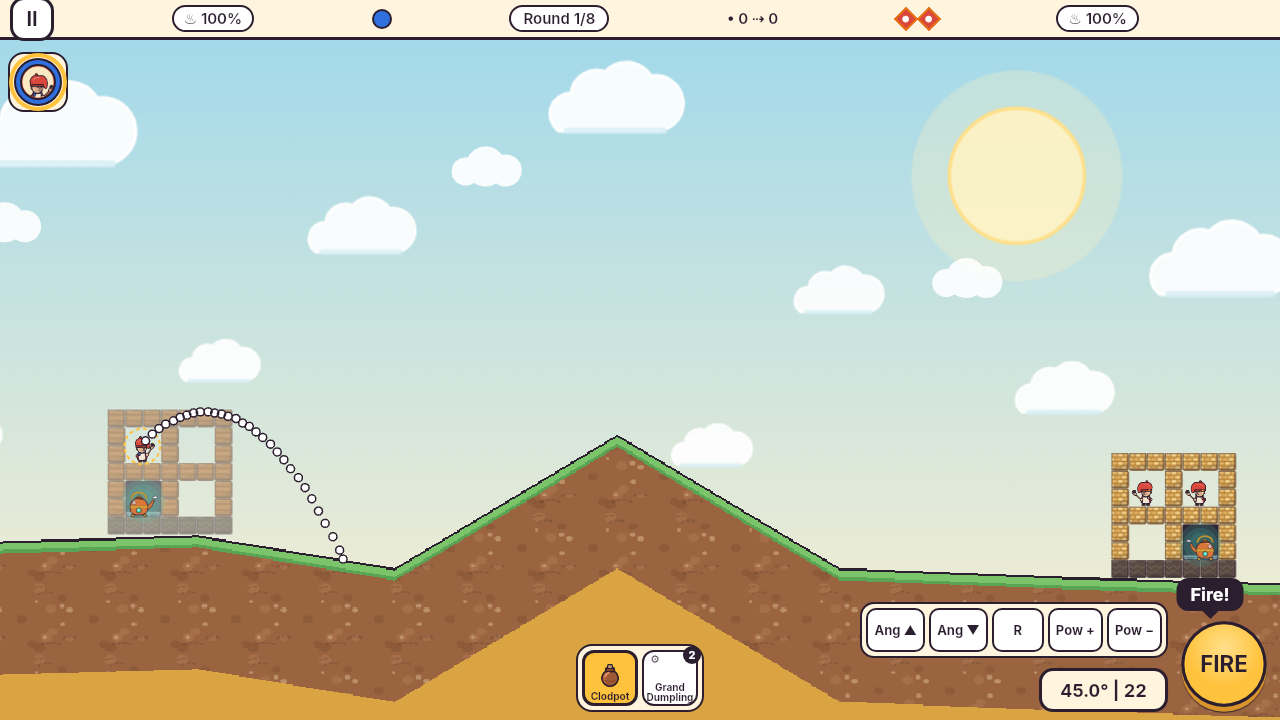 100%
Round 1/8
• 0 ⇢ 0
100%
Fire!
Ang ▲
Ang ▼
R
Pow +
Pow −
FIRE
45.0° | 22
Clodpot
2
Grand
Dumpling